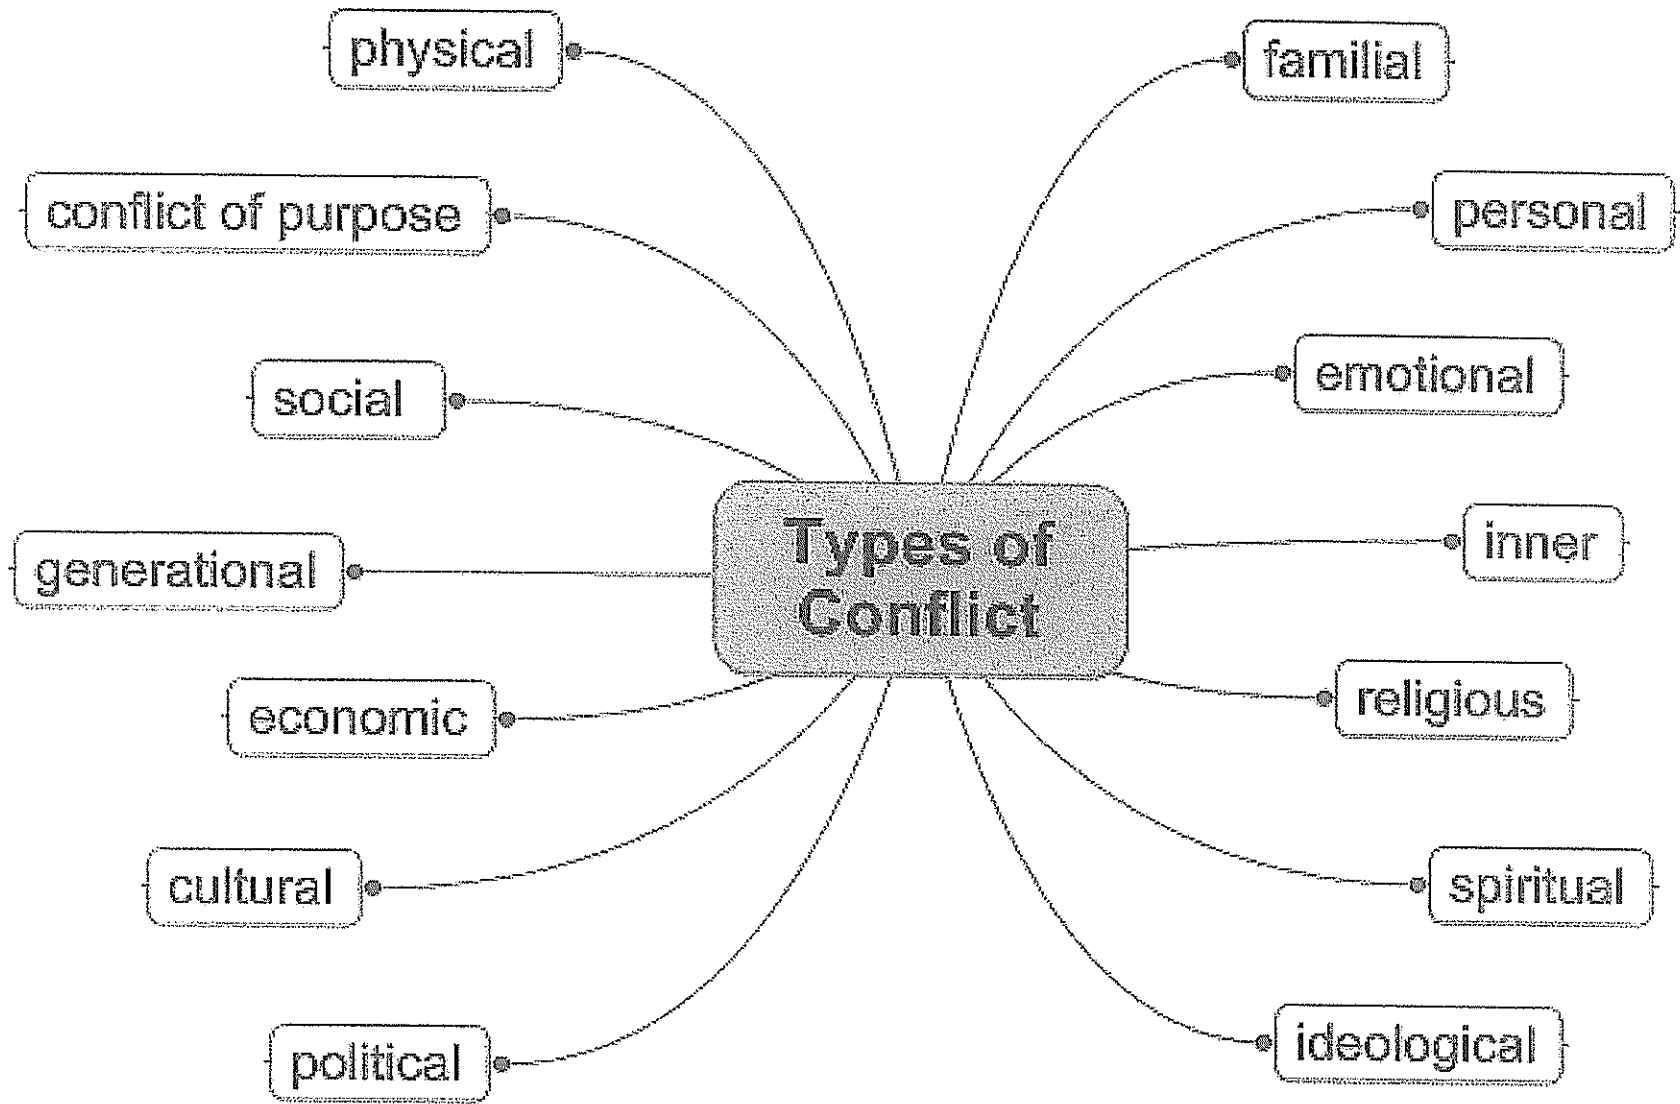 physical
familial
conflict of purpose
personal
social
emotional
Types of
Conflict
generational
inner
economic
religious
cultural
spiritual
political
ideological